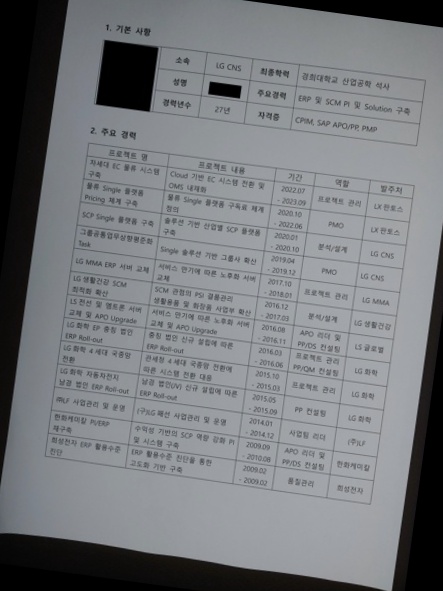 1. 기본 사항
소속 LG CNS 최종학력 경희대학교 산업공학 석사
성명 주요경력 ERP 및 SCM PI 및 Solution 구축
경력년수 27년 자격증 CPIM, SAP APO/PP, PMP
2. 주요 경력
프로젝트 명 프로젝트 내용 기간 역할 발주처
차세대 EC 물류 시스템 구축 Cloud 기반 EC 시스템 전환 및 OMS 내재화 2022.07 - 2023.09 프로젝트 관리 LX 판토스
물류 Single 플랫폼 Pricing 체계 구축 물류 Single 플랫폼 구독료 체계 정의 2020.10 - 2022.06 PMO LX 판토스
SCP Single 플랫폼 구축 솔루션 기반 산업별 SCP 플랫폼 구축 2020.01 - 2020.10 분석/설계 LG CNS
그룹공통업무상향평준화 Task Single 솔루션 기반 그룹사 확산 2019.04 - 2019.12 PMO LG CNS
LG MMA ERP 서버 교체 서비스 만기에 따른 노후화 서버 교체 2017.10 - 2018.01 프로젝트 관리 LG MMA
LG 생활건강 SCM 최적화 확산 SCM 관점의 PSI 결품관리 생활용품 및 화장품 사업부 확산 2016.12 - 2017.03 분석/설계 LG 생활건강
LS 전선 및 엠트론 서버 교체 및 APO Upgrade 서비스 만기에 따른 노후화 서버 교체 및 APO Upgrade 2016.08 - 2016.11 APO 리더 및 PP/DS 컨설팅 LS 글로벌
LG 화학 EP 충칭 법인 ERP Roll-out 충칭 법인 신규 설립에 따른 ERP Roll-out 2016.03 - 2016.06 프로젝트 관리 PP/QM 컨설팅 LG 화학
LG 화학 4 세대 국종망 전환 관세청 4 세대 국종망 전환에 따른 시스템 전환 대응 2015.10 - 2015.03 프로젝트 관리 LG 화학
LG 화학 자동차전지 남경 법인 ERP Roll-out 남경 법인(UV) 신규 설립에 따른 ERP Roll-out 2015.05 - 2015.09 PP 컨설팅 LG 화학
㈜LF 사업관리 및 운영 (구)LG 패션 사업관리 및 운영 2014.01 - 2014.12 사업팀 리더 (주)LF
한화케미칼 PI/ERP 재구축 수익성 기반의 SCP 역량 강화 PI 및 시스템 구축 2009.09 - 2010.08 APO 리더 및 PP/DS 컨설팅 한화케미칼
희성전자 ERP 활용수준 진단 ERP 활용수준 진단을 통한 고도화 기반 구축 2009.02 - 2009.02 품질관리 희성전자